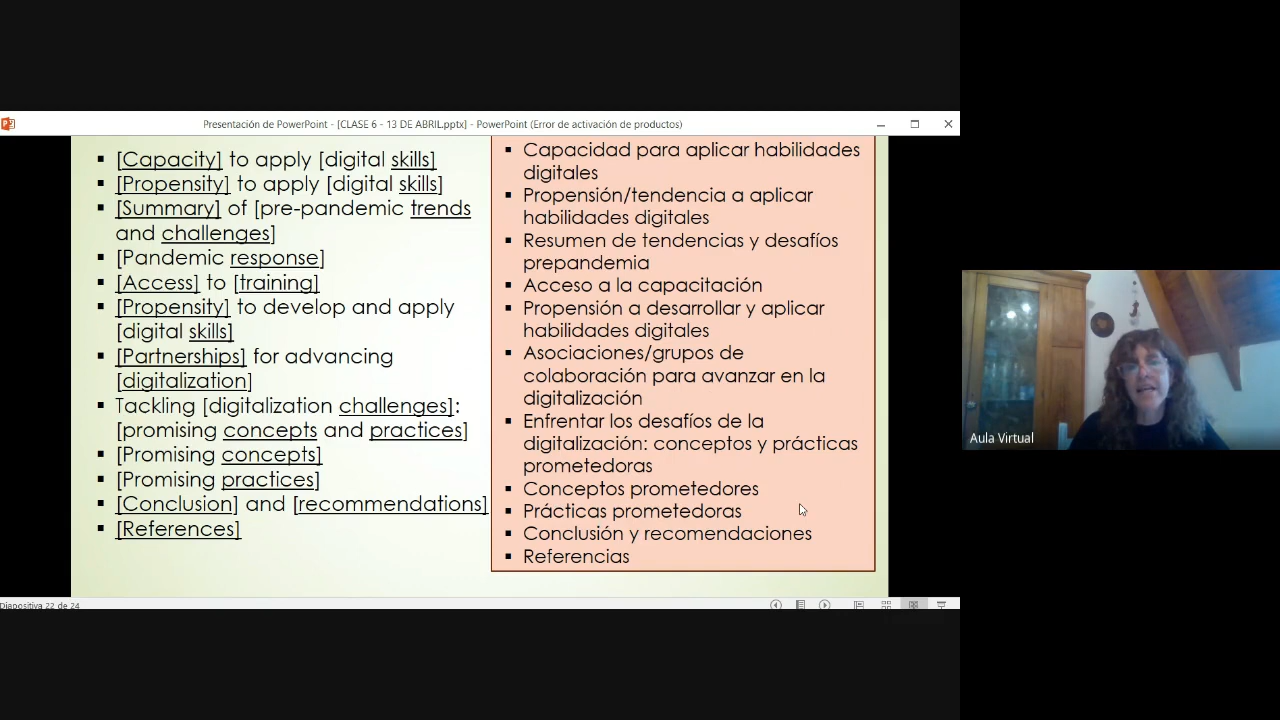 Presentación de PowerPoint - [CLASE 6 - 13 DE ABRIL.pptx] - PowerPoint (Error de activación de productos)
▪ [Capacity] to apply [digital skills]
▪ [Propensity] to apply [digital skills]
▪ [Summary] of [pre-pandemic trends
and challenges]
▪ [Pandemic response]
▪ [Access] to [training]
▪ [Propensity] to develop and apply
[digital skills]
▪ [Partnerships] for advancing
[digitalization]
▪ Tackling [digitalization challenges]:
[promising concepts and practices]
▪ [Promising concepts]
▪ [Promising practices]
▪ [Conclusion] and [recommendations]
▪ [References]
▪ Capacidad para aplicar habilidades
digitales
▪ Propensión/tendencia a aplicar
habilidades digitales
▪ Resumen de tendencias y desafíos
prepandemia
▪ Acceso a la capacitación
▪ Propensión a desarrollar y aplicar
habilidades digitales
▪ Asociaciones/grupos de
colaboración para avanzar en la
digitalización
▪ Enfrentar los desafíos de la
digitalización: conceptos y prácticas
prometedoras
▪ Conceptos prometedores
▪ Prácticas prometedoras
▪ Conclusión y recomendaciones
▪ Referencias
Aula Virtual
Diapositiva 22 de 24